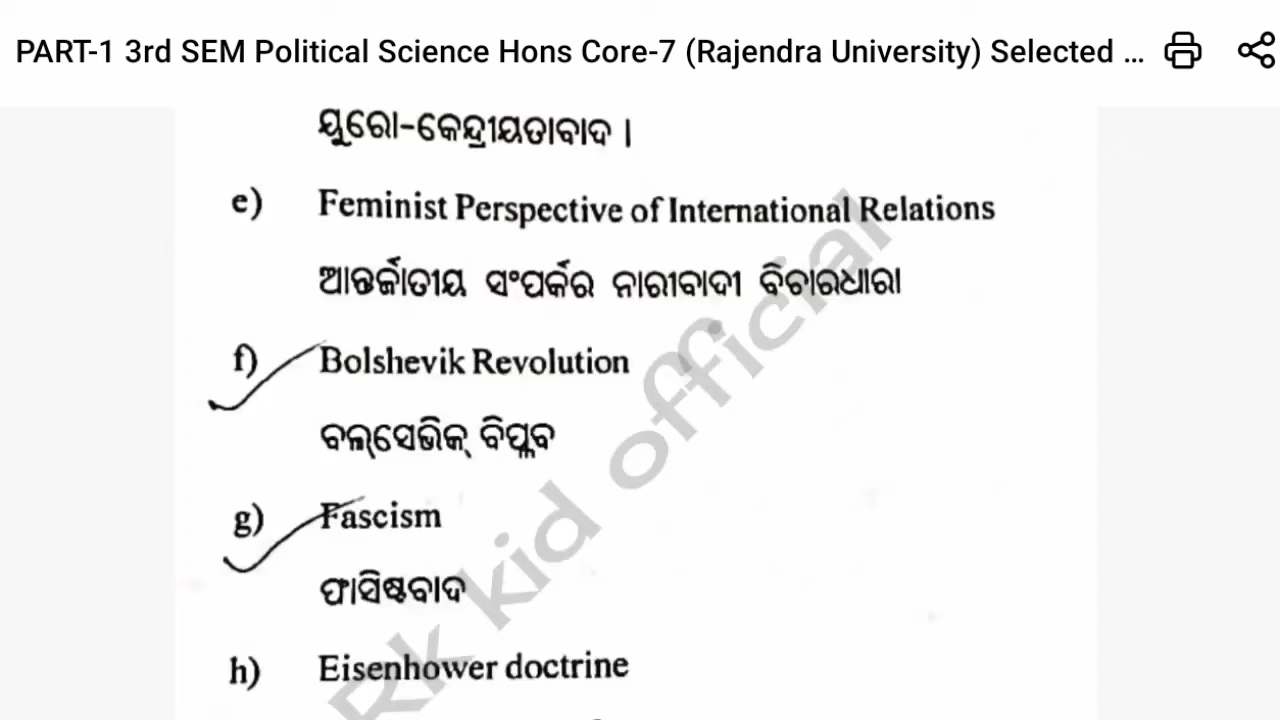 PART-1 3rd SEM Political Science Hons Core-7 (Rajendra University) Selected ...
ୟୁରୋ-କେନ୍ଦ୍ରୀୟତାବାଦ ।
e) Feminist Perspective of International Relations
ଆନ୍ତର୍ଜାତୀୟ ସଂପର୍କର ନାରୀବାଦୀ ବିଚାରଧାରା
f) Bolshevik Revolution
ବଲ୍‌ସେଭିକ୍ ବିପ୍ଳବ
g) Fascism
ଫାସିଷ୍ଟବାଦ
h) Eisenhower doctrine
Rk kid official